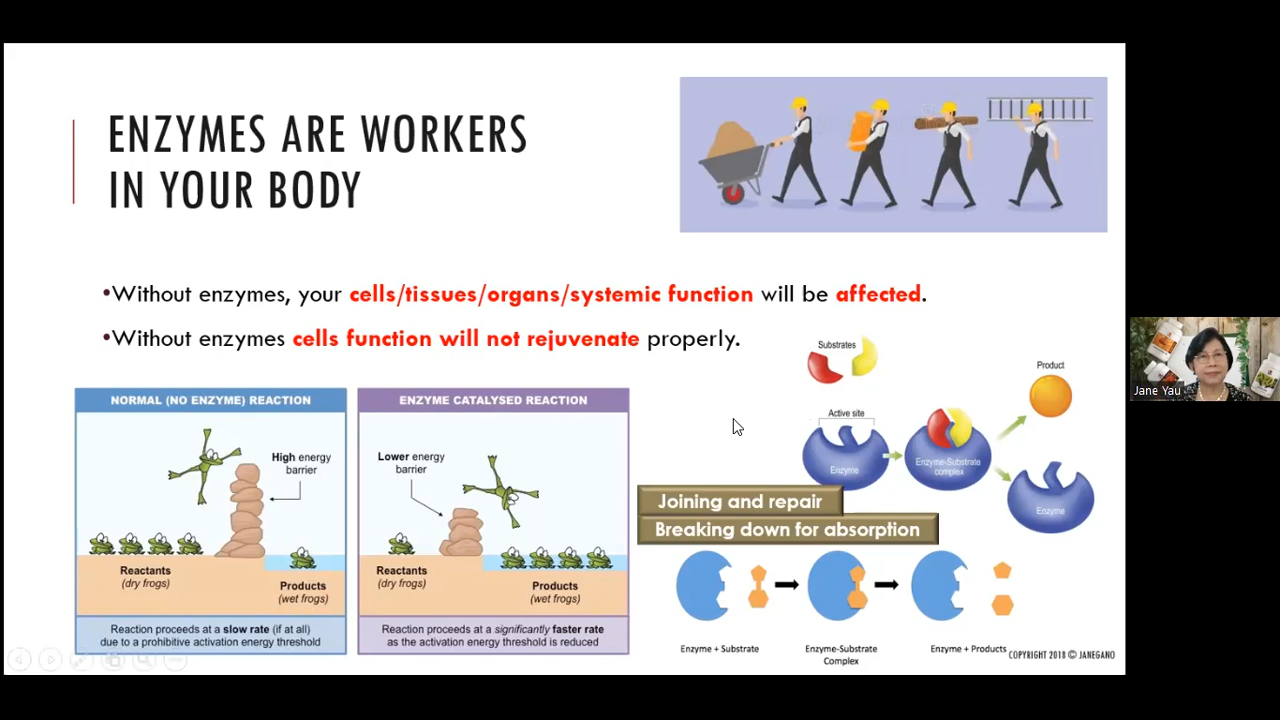 ENZYMES ARE WORKERS
IN YOUR BODY
•Without enzymes, your cells/tissues/organs/systemic function will be affected.
•Without enzymes cells function will not rejuvenate properly.
NORMAL (NO ENZYME) REACTION
High energy
barrier
Reactants
(dry frogs)
Products
(wet frogs)
Reaction proceeds at a slow rate (if at all)
due to a prohibitive activation energy threshold
ENZYME CATALYSED REACTION
Lower energy
barrier
Reactants
(dry frogs)
Products
(wet frogs)
Reaction proceeds at a significantly faster rate
as the activation energy threshold is reduced
Substrates
Product
Active site
Enzyme
Enzyme-Substrate
complex
Enzyme
Joining and repair
Breaking down for absorption
Enzyme + Substrate
Enzyme-Substrate
Complex
Enzyme + Products
COPYRIGHT 2018 © JANEGANO
Jane Yau